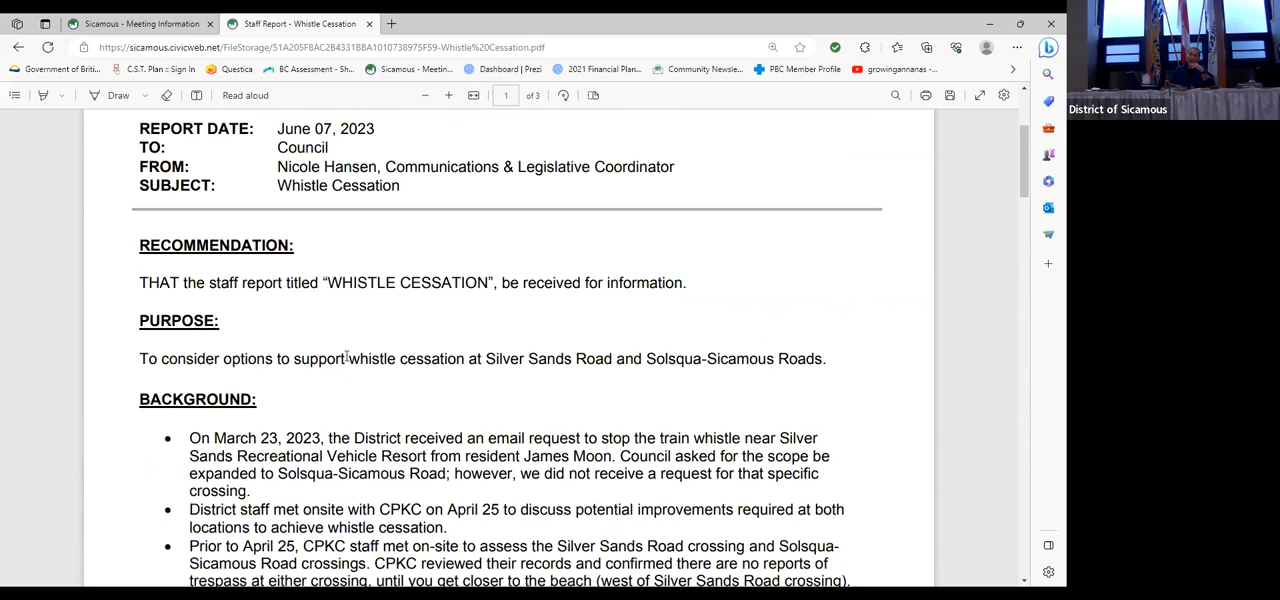 Sicamous - Meeting Information
Staff Report - Whistle Cessation
https://sicamous.civicweb.net/FileStorage/51A205F8AC2B4331BBA1010738975F59-Whistle%20Cessation.pdf
Government of Briti...
C.S.T. Plan :: Sign In
Questica
BC Assessment - Sh...
Sicamous - Meetin...
Dashboard | Prezi
2021 Financial Plan...
Community Newsle...
PBC Member Profile
growingannanas -...
Draw
Read aloud
1 of 3
District of Sicamous
REPORT DATE: June 07, 2023
TO: Council
FROM: Nicole Hansen, Communications & Legislative Coordinator
SUBJECT: Whistle Cessation
RECOMMENDATION:
THAT the staff report titled “WHISTLE CESSATION”, be received for information.
PURPOSE:
To consider options to support whistle cessation at Silver Sands Road and Solsqua-Sicamous Roads.
BACKGROUND:
• On March 23, 2023, the District received an email request to stop the train whistle near Silver
Sands Recreational Vehicle Resort from resident James Moon. Council asked for the scope be
expanded to Solsqua-Sicamous Road; however, we did not receive a request for that specific
crossing.
• District staff met onsite with CPKC on April 25 to discuss potential improvements required at both
locations to achieve whistle cessation.
• Prior to April 25, CPKC staff met on-site to assess the Silver Sands Road crossing and Solsqua-
Sicamous Road crossings. CPKC reviewed their records and confirmed there are no reports of
trespass at either crossing, until you get closer to the beach (west of Silver Sands Road crossing).